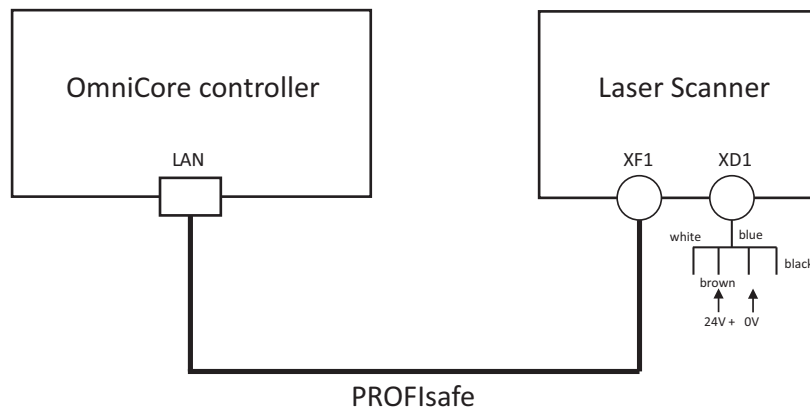 OmniCore controller
Laser Scanner
LAN
XF1
XD1
white
blue
black
brown
24V +
0V
PROFIsafe